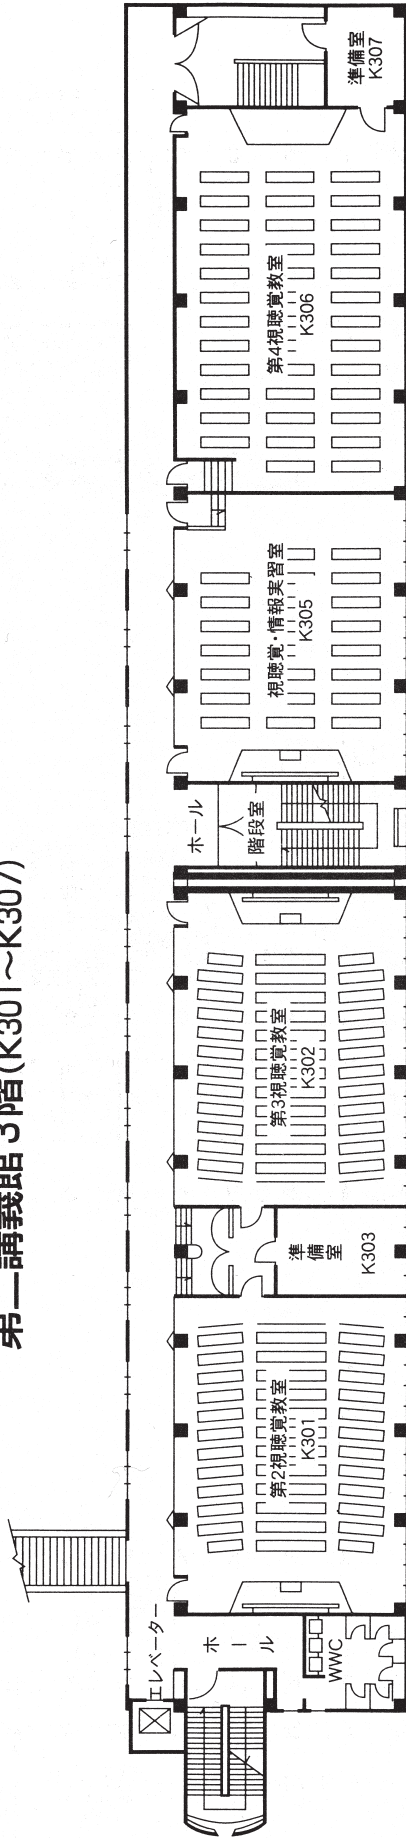 第一講義館3階(K301~K307)
エレベーター
ホール
WWC
第2視聴覚教室
K301
準備室
K303
第3視聴覚教室
K302
ホール
階段室
視聴覚・情報実習室
K305
第4視聴覚教室
K306
準備室
K307